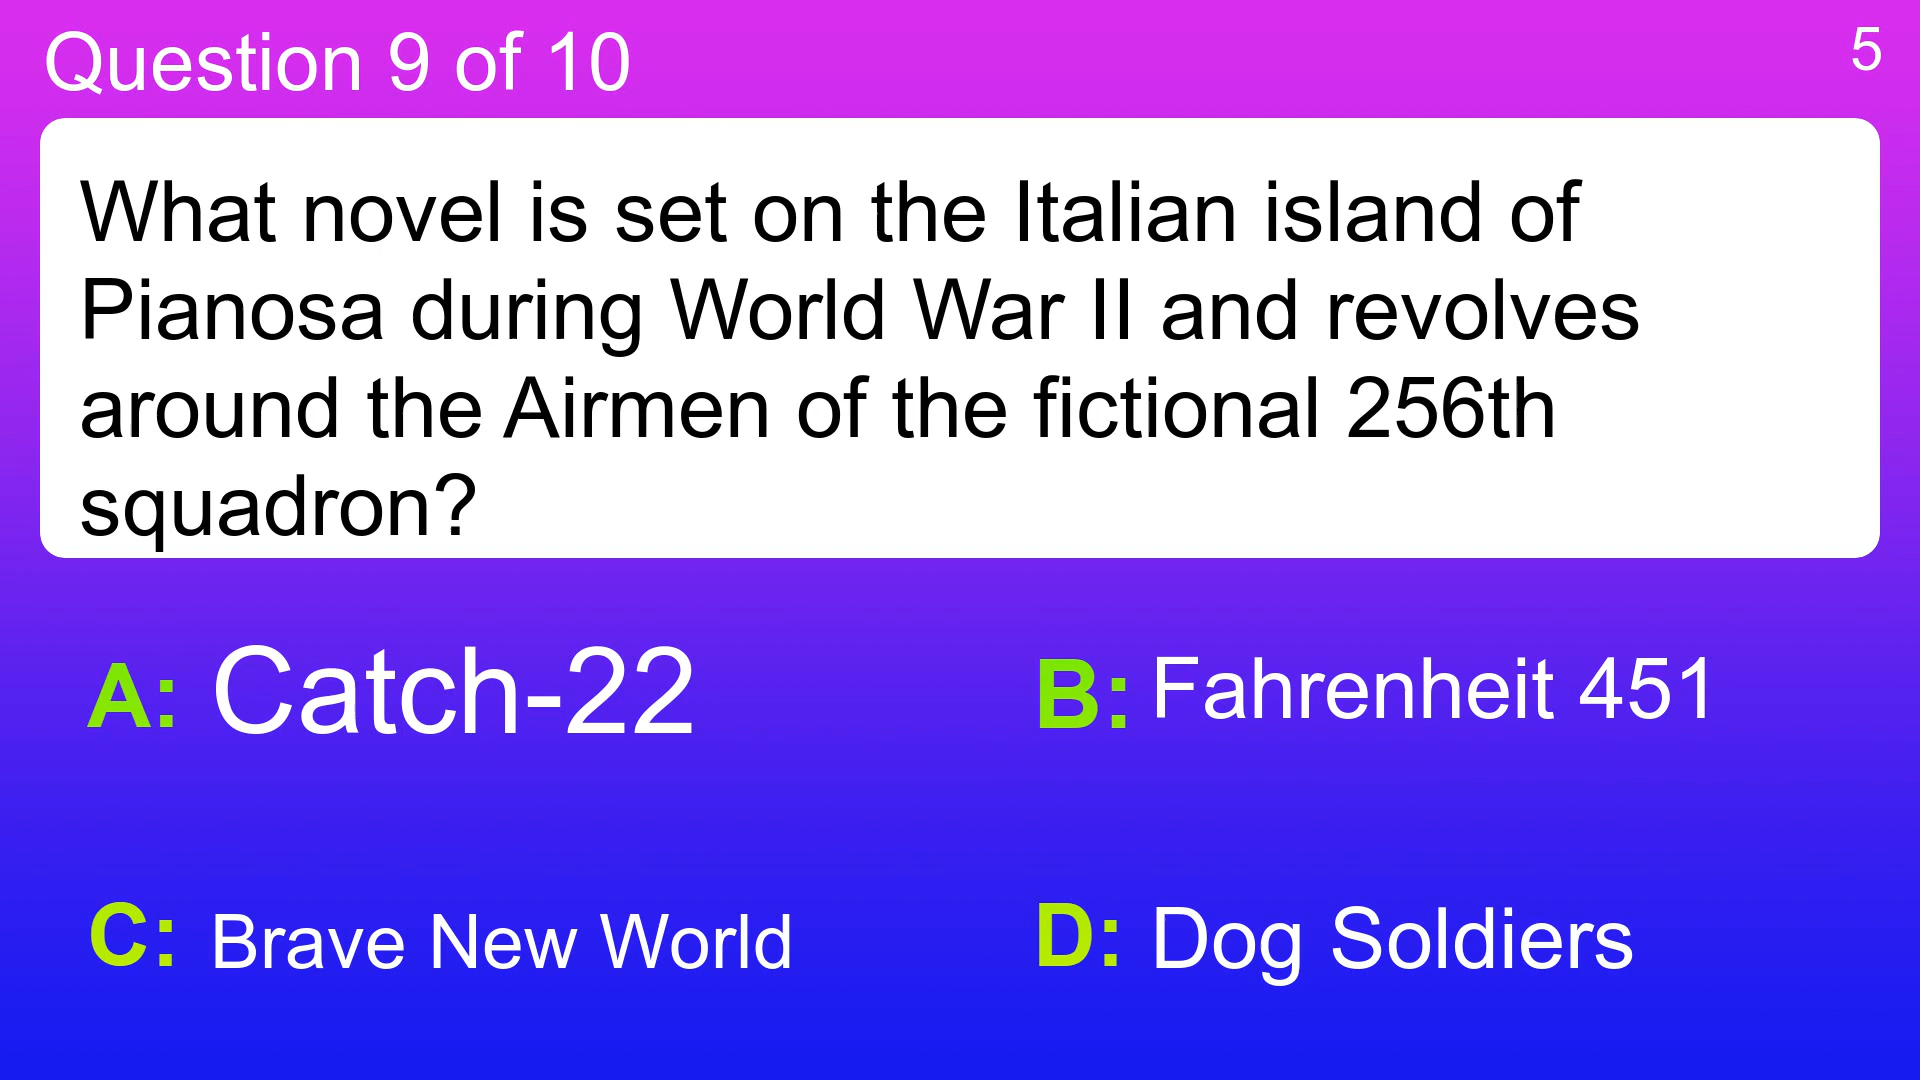 Question 9 of 10
5
What novel is set on the Italian island of
Pianosa during World War II and revolves
around the Airmen of the fictional 256th
squadron?
A: Catch-22
B: Fahrenheit 451
C: Brave New World
D: Dog Soldiers